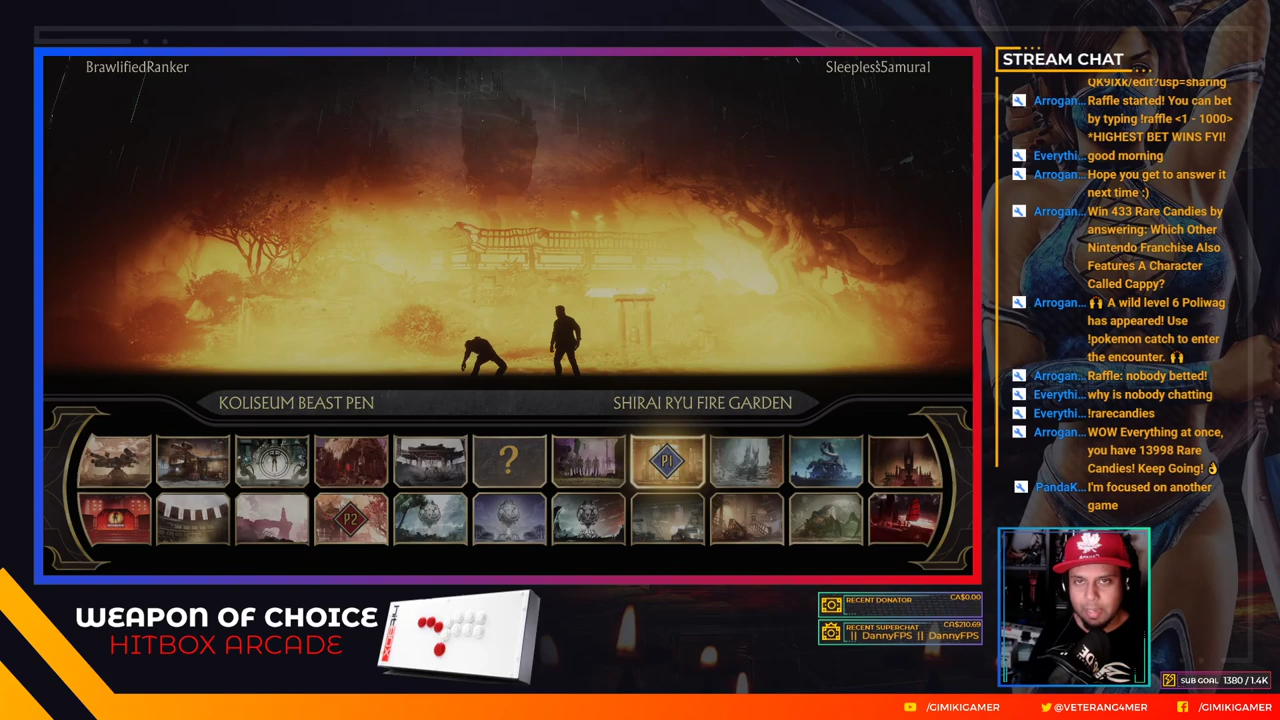 BrawlifiedRanker
Sleepless5amura1
KOLISEUM BEAST PEN
SHIRAI RYU FIRE GARDEN
?
P1
P2
STREAM CHAT
QK9IXk/edit?usp=sharing
Arrogan... Raffle started! You can bet
by typing !raffle <1 - 1000>
*HIGHEST BET WINS FYI!
Everythi... good morning
Arrogan... Hope you get to answer it
next time :)
Arrogan... Win 433 Rare Candies by
answering: Which Other
Nintendo Franchise Also
Features A Character
Called Cappy?
Arrogan... 🙌 A wild level 6 Poliwag
has appeared! Use
!pokemon catch to enter
the encounter. 🙌
Arrogan... Raffle: nobody betted!
Everythi... why is nobody chatting
Everythi... !rarecandies
Arrogan... WOW Everything at once,
you have 13998 Rare
Candies! Keep Going! 👌
PandaK... I'm focused on another
game
WEAPON OF CHOICE
HITBOX ARCADE
RECENT DONATOR CA$0.00
RECENT SUPERCHAT CA$210.69
|| DannyFPS || DannyFPS
SUB GOAL 1380 / 1.4K
/GIMIKIGAMER
@VETERANG4MER
/GIMIKIGAMER